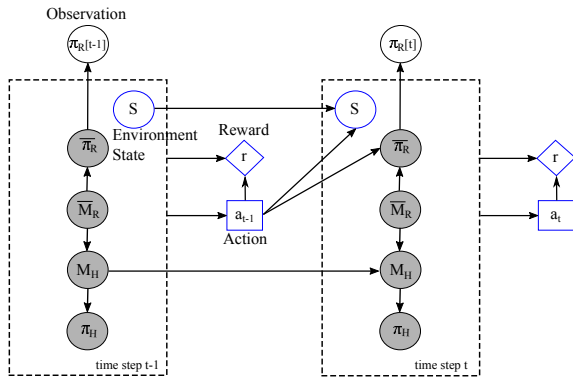 Observation
π_R[t-1]
π_R[t]
S
S
Environment
State
Reward
π̅_R
r
π̅_R
r
M̅_R
a_{t-1}
M̅_R
a_t
Action
M_H
M_H
π_H
π_H
time step t-1
time step t